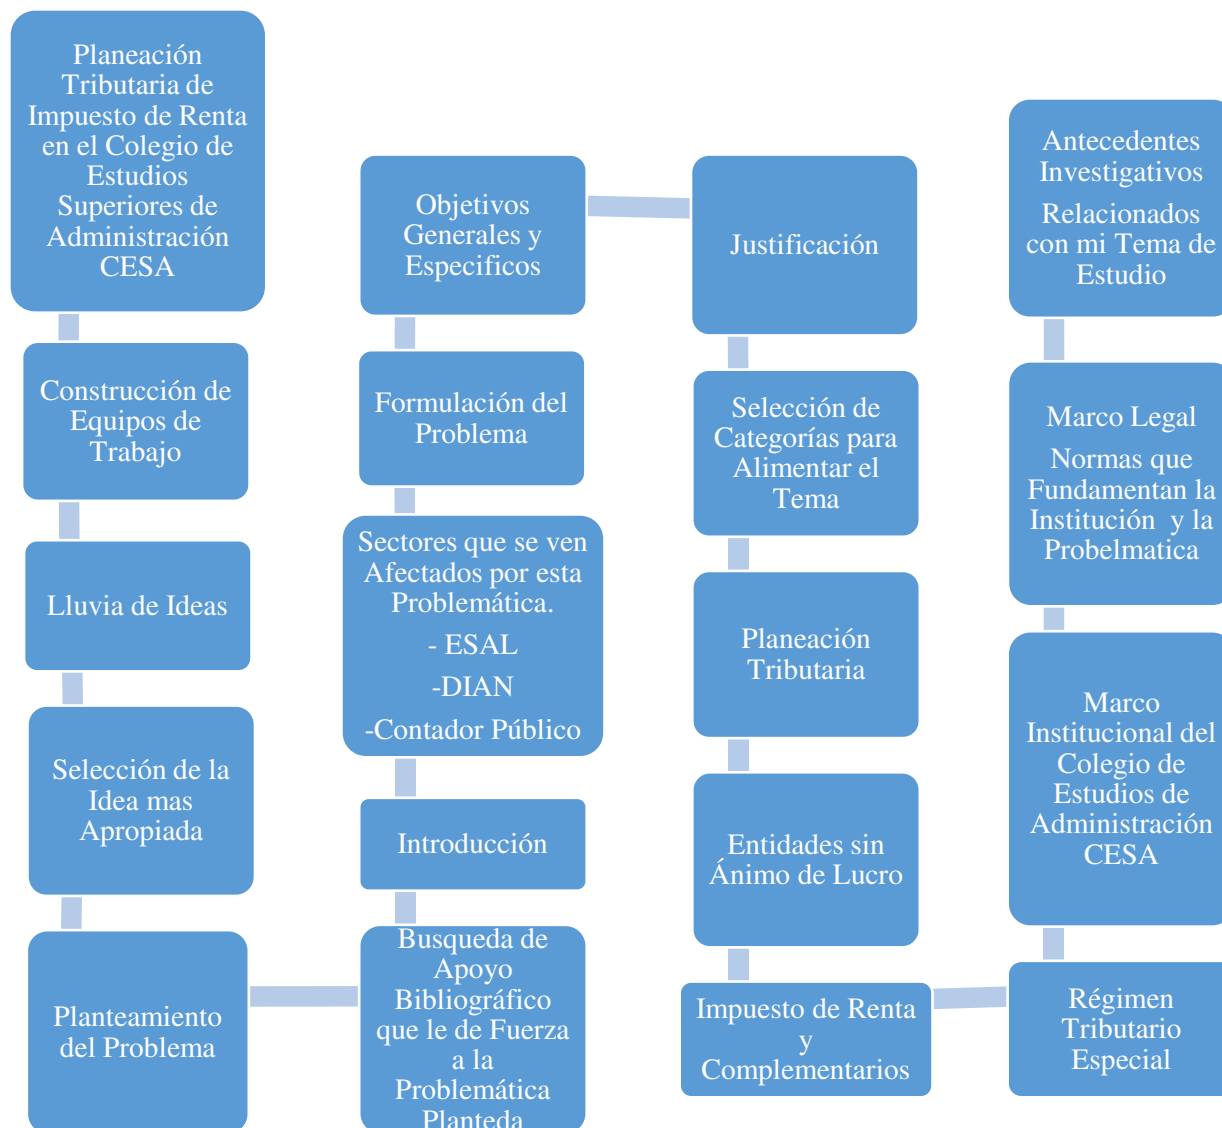 Planeación
Tributaria de
Impuesto de Renta
en el Colegio de
Estudios
Superiores de
Administración
CESA
Construcción de
Equipos de
Trabajo
Lluvia de Ideas
Selección de la
Idea mas
Apropiada
Planteamiento
del Problema
Busqueda de
Apoyo
Bibliográfico
que le de Fuerza
a la
Problemática
Planteda
Introducción
Sectores que se ven
Afectados por esta
Problemática.
- ESAL
-DIAN
-Contador Público
Formulación del
Problema
Objetivos
Generales y
Especificos
Justificación
Selección de
Categorías para
Alimentar el
Tema
Planeación
Tributaria
Entidades sin
Ánimo de Lucro
Impuesto de Renta
y
Complementarios
Régimen
Tributario
Especial
Marco
Institucional del
Colegio de
Estudios de
Administración
CESA
Marco Legal
Normas que
Fundamentan la
Institución y la
Probelmatica
Antecedentes
Investigativos
Relacionados
con mi Tema de
Estudio